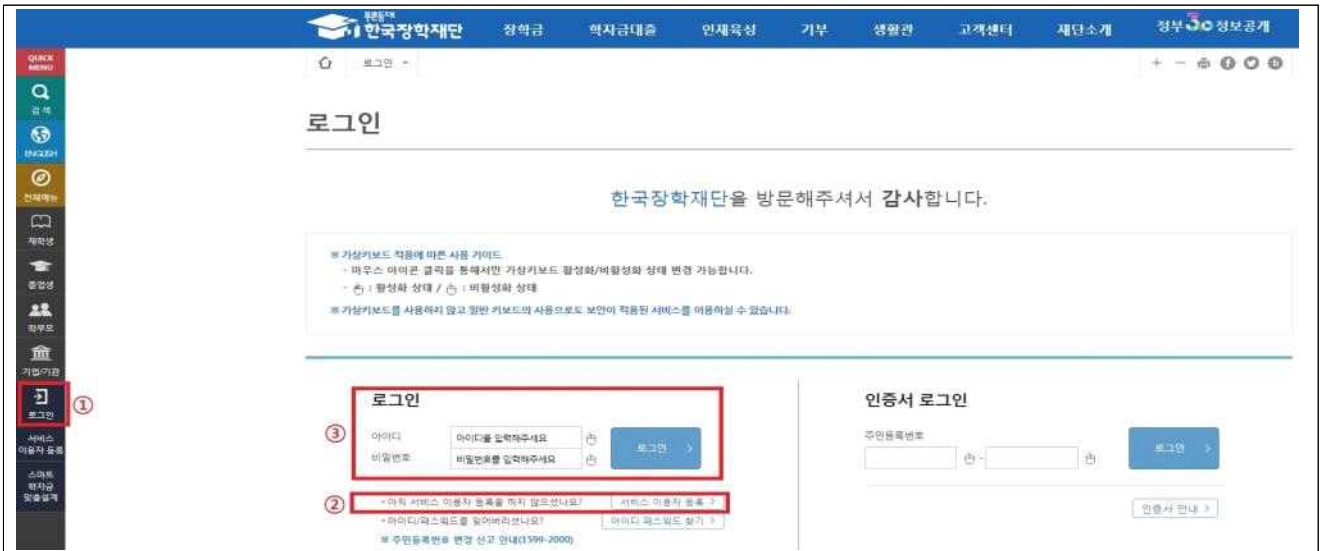 푸른등대
한국장학재단 장학금 학자금대출 인재육성 기부 생활관 고객센터 재단소개 정부3.0 정보공개
QUICK MENU
로그인
검색
ENGLISH
전체메뉴
재학생
졸업생
학부모
기업/기관
로그인
①
서비스
이용자 등록
스마트
학자금
맞춤설계
로그인
한국장학재단을 방문해주셔서 감사합니다.
※ 가상키보드 적용에 따른 사용 가이드
- 마우스 아이콘 클릭을 통해서만 가상키보드 활성화/비활성화 상태 변경 가능합니다.
- : 활성화 상태 / : 비활성화 상태
※ 가상키보드를 사용하지 않고 일반 키보드의 사용으로도 보안이 적용된 서비스를 이용하실 수 있습니다.
③
로그인
아이디 아이디를 입력해주세요
비밀번호 비밀번호를 입력해주세요
로그인 >
②
• 아직 서비스 이용자 등록을 하지 않으셨나요? 서비스 이용자 등록 >
• 아이디/패스워드를 잊어버리셨나요? 아이디 패스워드 찾기 >
※ 주민등록번호 변경 신고 안내(1599-2000)
인증서 로그인
주민등록번호
-
로그인 >
인증서 안내 >